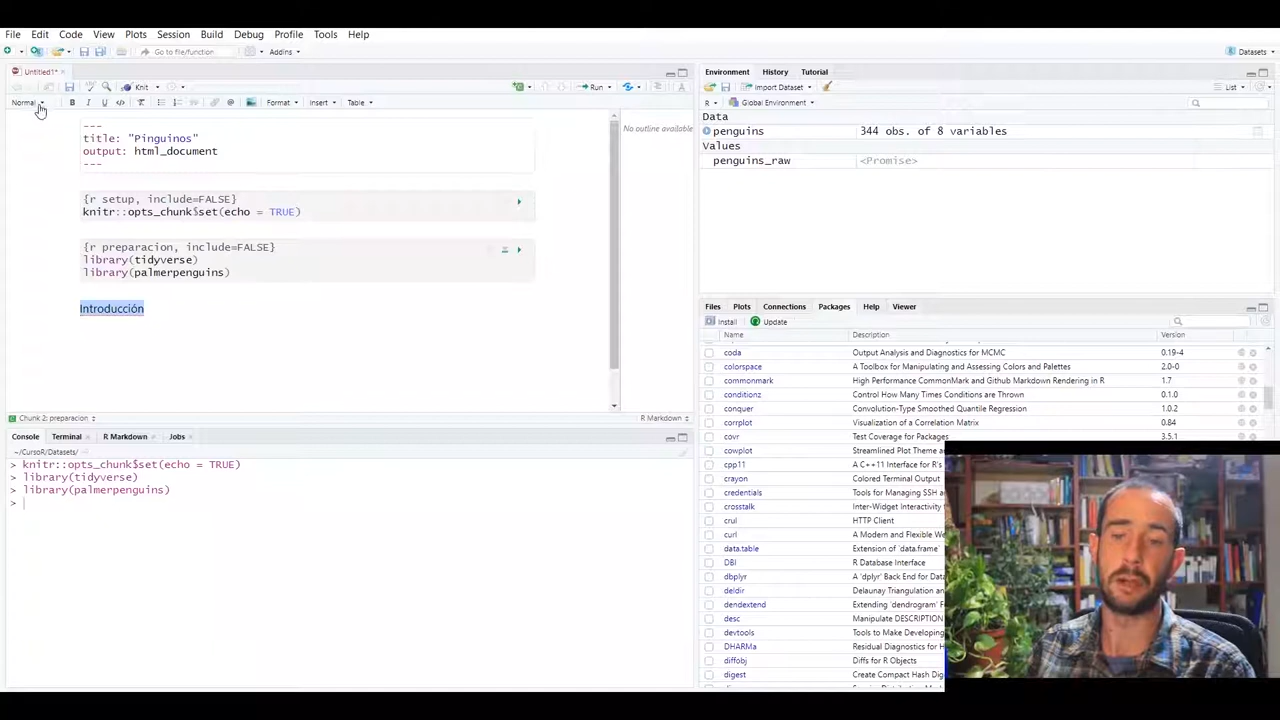 File Edit Code View Plots Session Build Debug Profile Tools Help
Go to file/function Addins Datasets
Untitled1*
Knit Run
Normal B I U Format Insert Table
---
title: "Pinguinos"
output: html_document
---
{r setup, include=FALSE}
knitr::opts_chunk$set(echo = TRUE)
{r preparacion, include=FALSE}
library(tidyverse)
library(palmerpenguins)
Introducción
No outline available
Chunk 2: preparacion R Markdown
Console Terminal R Markdown Jobs
~/CursoR/Datasets/
> knitr::opts_chunk$set(echo = TRUE)
> library(tidyverse)
> library(palmerpenguins)
>
Environment History Tutorial
Import Dataset List
R Global Environment
Data
penguins 344 obs. of 8 variables
Values
penguins_raw <Promise>
Files Plots Connections Packages Help Viewer
Install Update
Name Description Version
coda Output Analysis and Diagnostics for MCMC 0.19-4
colorspace A Toolbox for Manipulating and Assessing Colors and Palettes 2.0-0
commonmark High Performance CommonMark and Github Markdown Rendering in R 1.7
conditionz Control How Many Times Conditions are Thrown 0.1.0
conquer Convolution-Type Smoothed Quantile Regression 1.0.2
corrplot Visualization of a Correlation Matrix 0.84
covr Test Coverage for Packages 3.5.1
cowplot Streamlined Plot Theme
cpp11 A C++11 Interface for R's
crayon Colored Terminal Output
credentials Tools for Managing SSH
crosstalk Inter-Widget Interactivity
crul HTTP Client
curl A Modern and Flexible
data.table Extension of `data.frame`
DBI R Database Interface
dbplyr A 'dplyr' Back End for
deldir Delaunay Triangulation
dendextend Extending 'dendrogram'
desc Manipulate DESCRIPTION
devtools Tools to Make Developing
DHARMa Residual Diagnostics for
diffobj Diffs for R Objects
digest Create Compact Hash